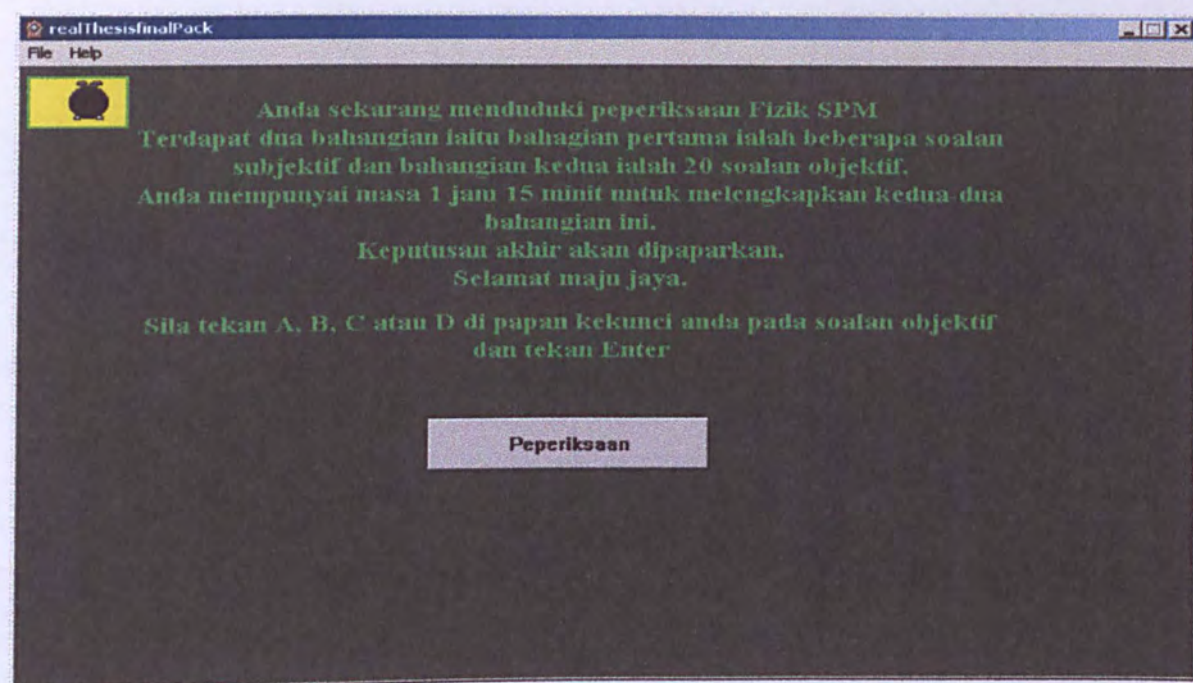 realThesisfinalPack
File Help
Anda sekarang menduduki peperiksaan Fizik SPM
Terdapat dua bahangian iaitu bahagian pertama ialah beberapa soalan
subjektif dan bahangian kedua ialah 20 soalan objektif.
Anda mempunyai masa 1 jam 15 minit untuk melengkapkan kedua-dua
bahangian ini.
Keputusan akhir akan dipaparkan.
Selamat maju jaya.
Sila tekan A, B, C atau D di papan kekunci anda pada soalan objektif
dan tekan Enter
Peperiksaan